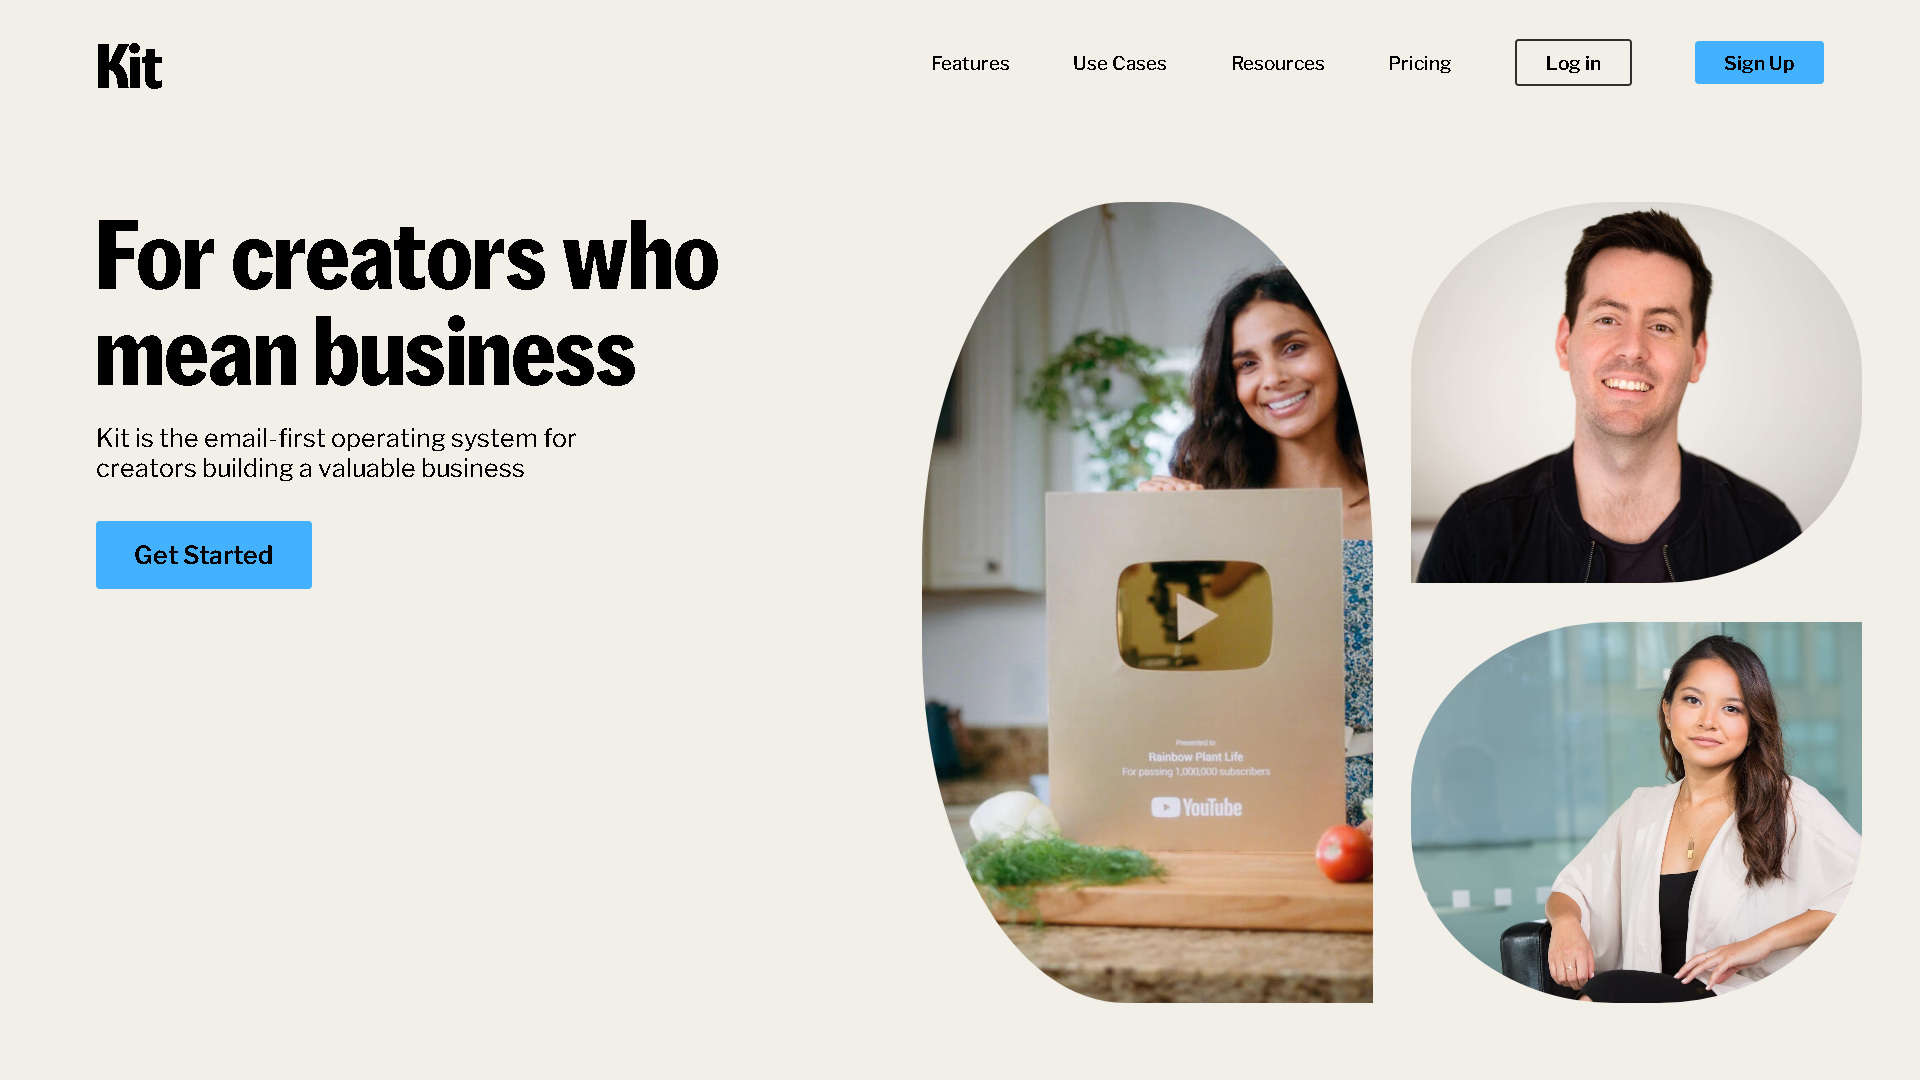 Kit
Features
Use Cases
Resources
Pricing
Log in
Sign Up
For creators who
mean business
Kit is the email-first operating system for
creators building a valuable business
Get Started
Presented to
Rainbow Plant Life
For passing 1,000,000 subscribers
YouTube